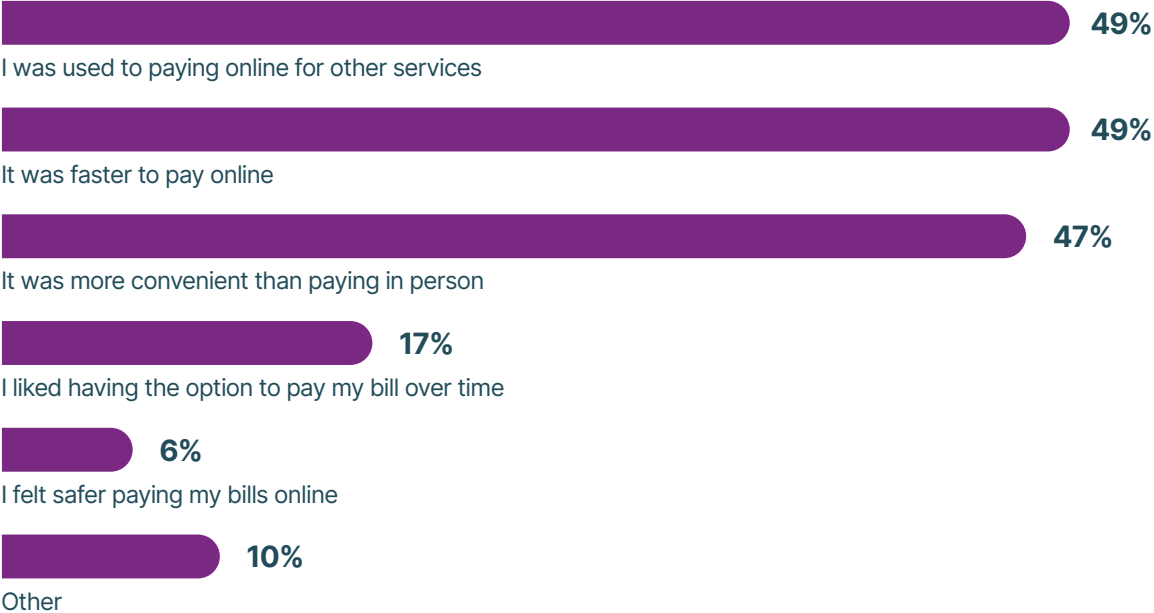 49%
I was used to paying online for other services
49%
It was faster to pay online
47%
It was more convenient than paying in person
17%
I liked having the option to pay my bill over time
6%
I felt safer paying my bills online
10%
Other